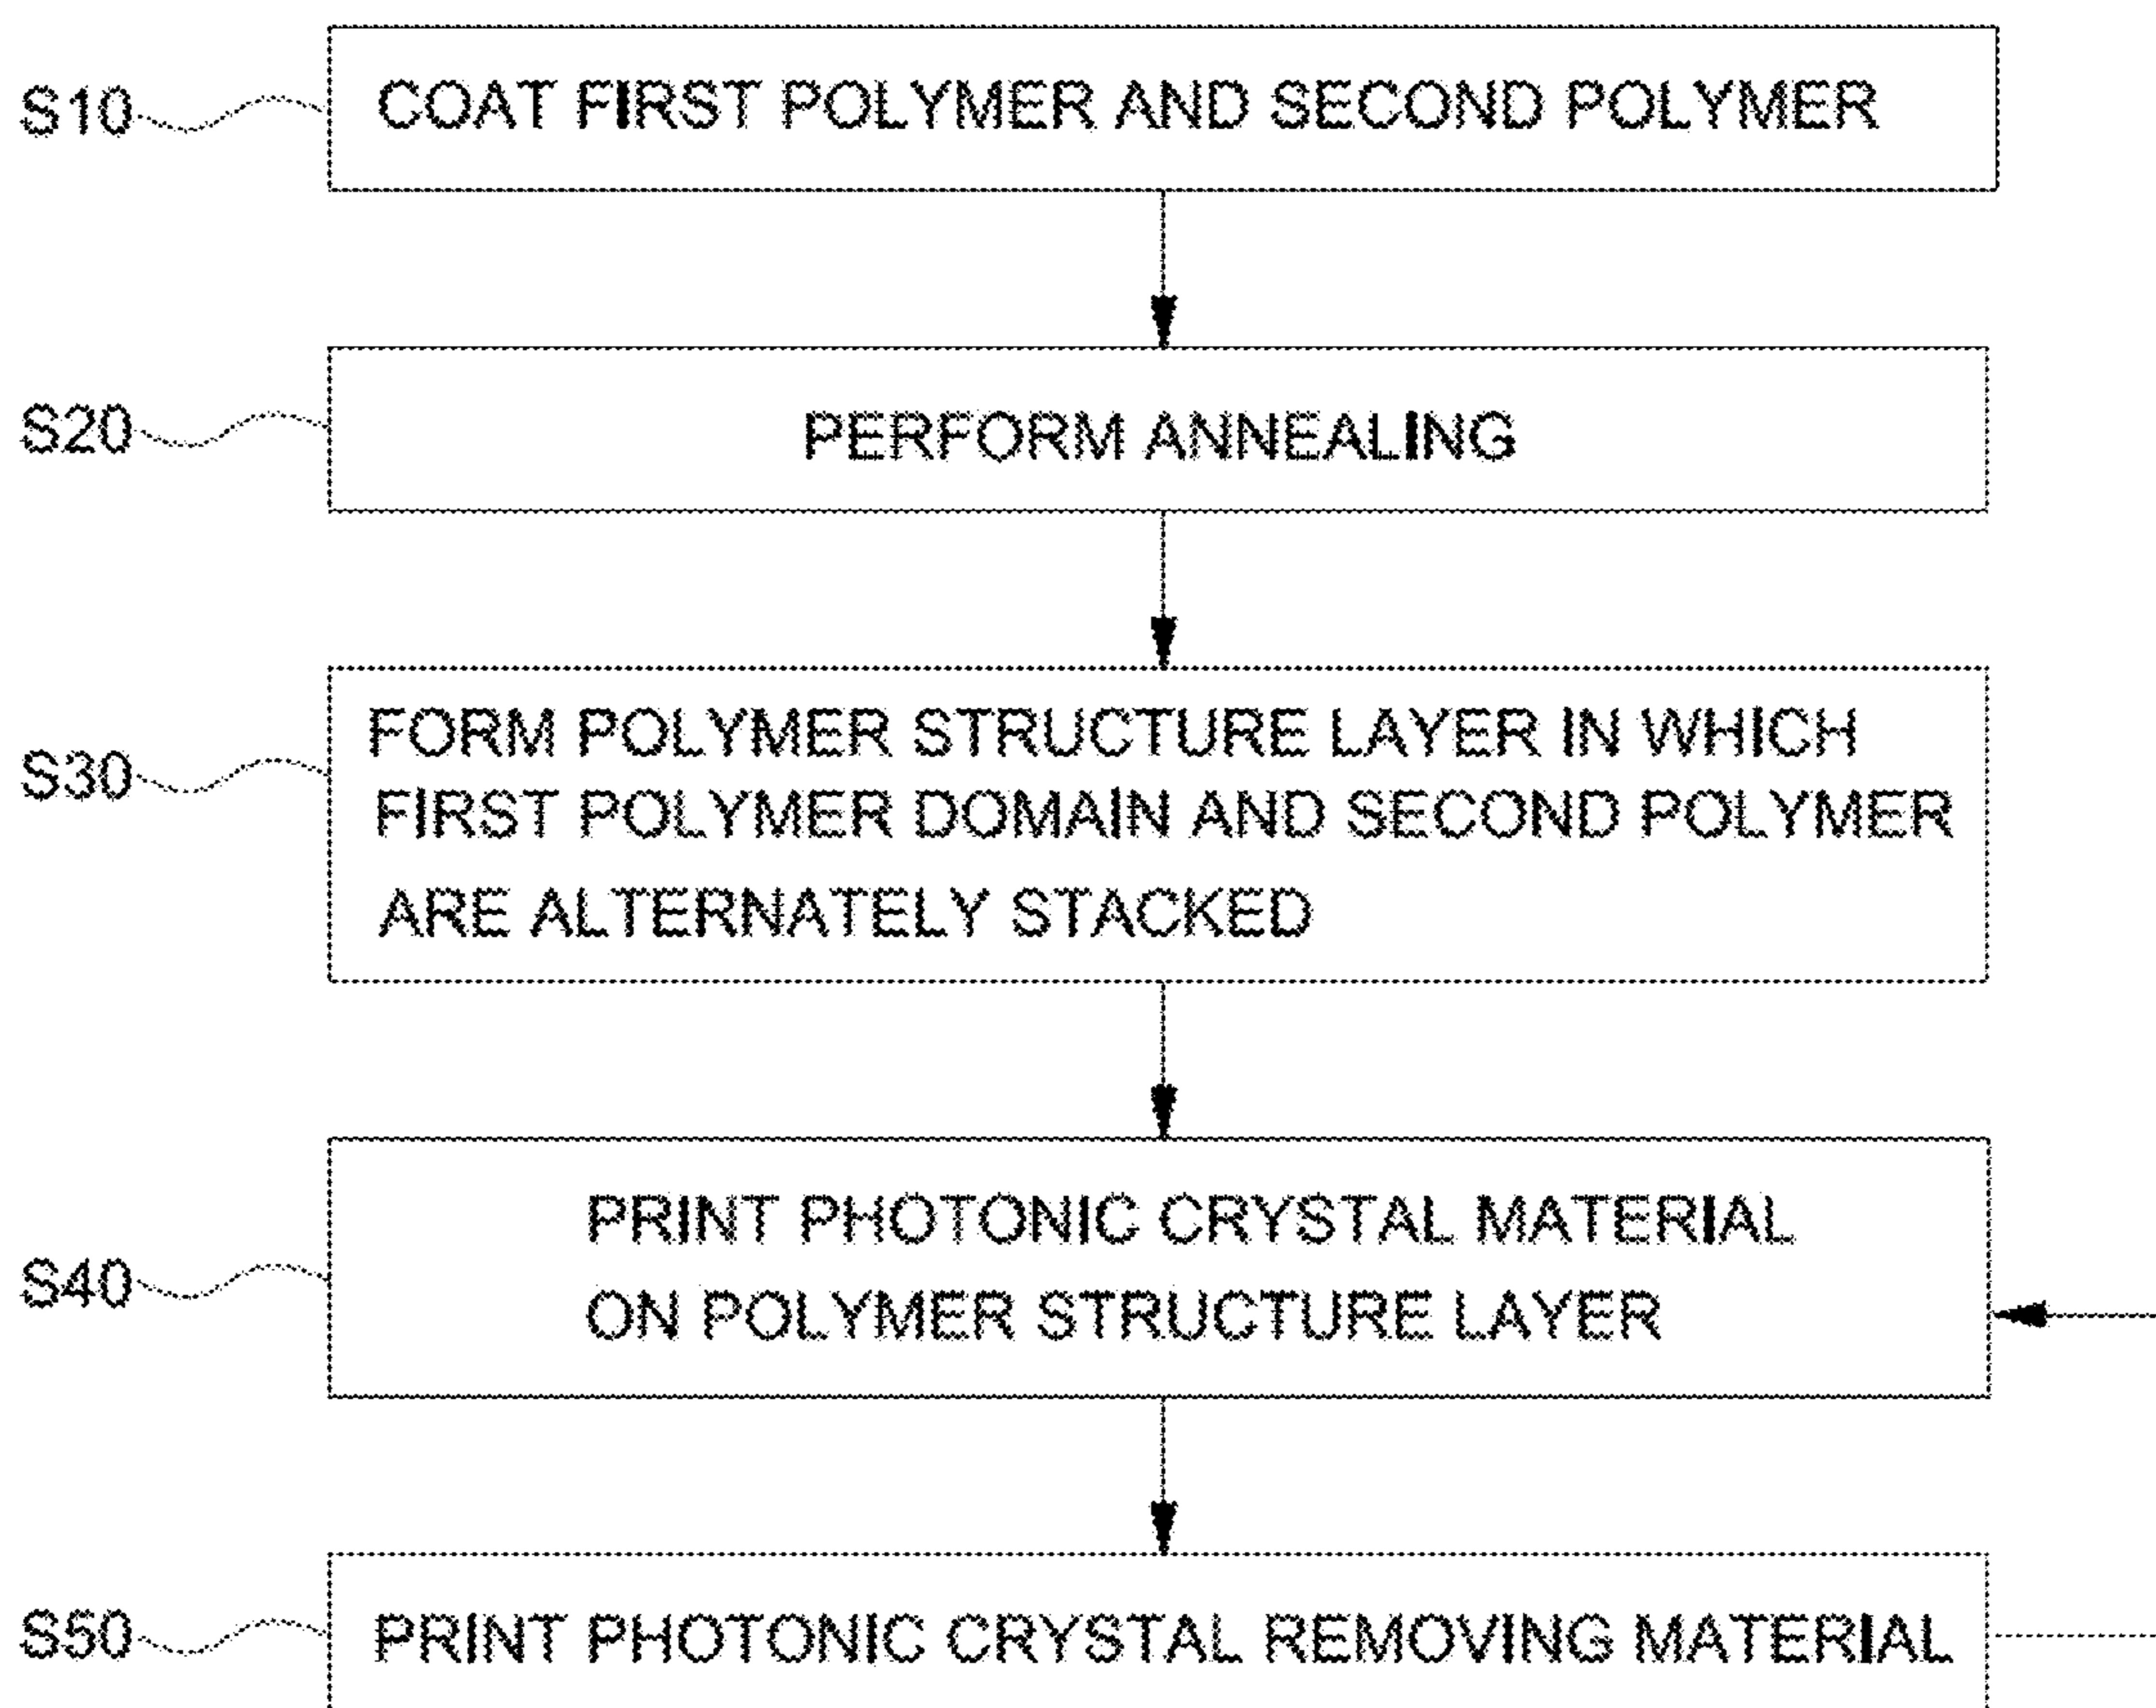 S10
COAT FIRST POLYMER AND SECOND POLYMER
S20
PERFORM ANNEALING
S30
FORM POLYMER STRUCTURE LAYER IN WHICH
FIRST POLYMER DOMAIN AND SECOND POLYMER
ARE ALTERNATELY STACKED
S40
PRINT PHOTONIC CRYSTAL MATERIAL
ON POLYMER STRUCTURE LAYER
S50
PRINT PHOTONIC CRYSTAL REMOVING MATERIAL